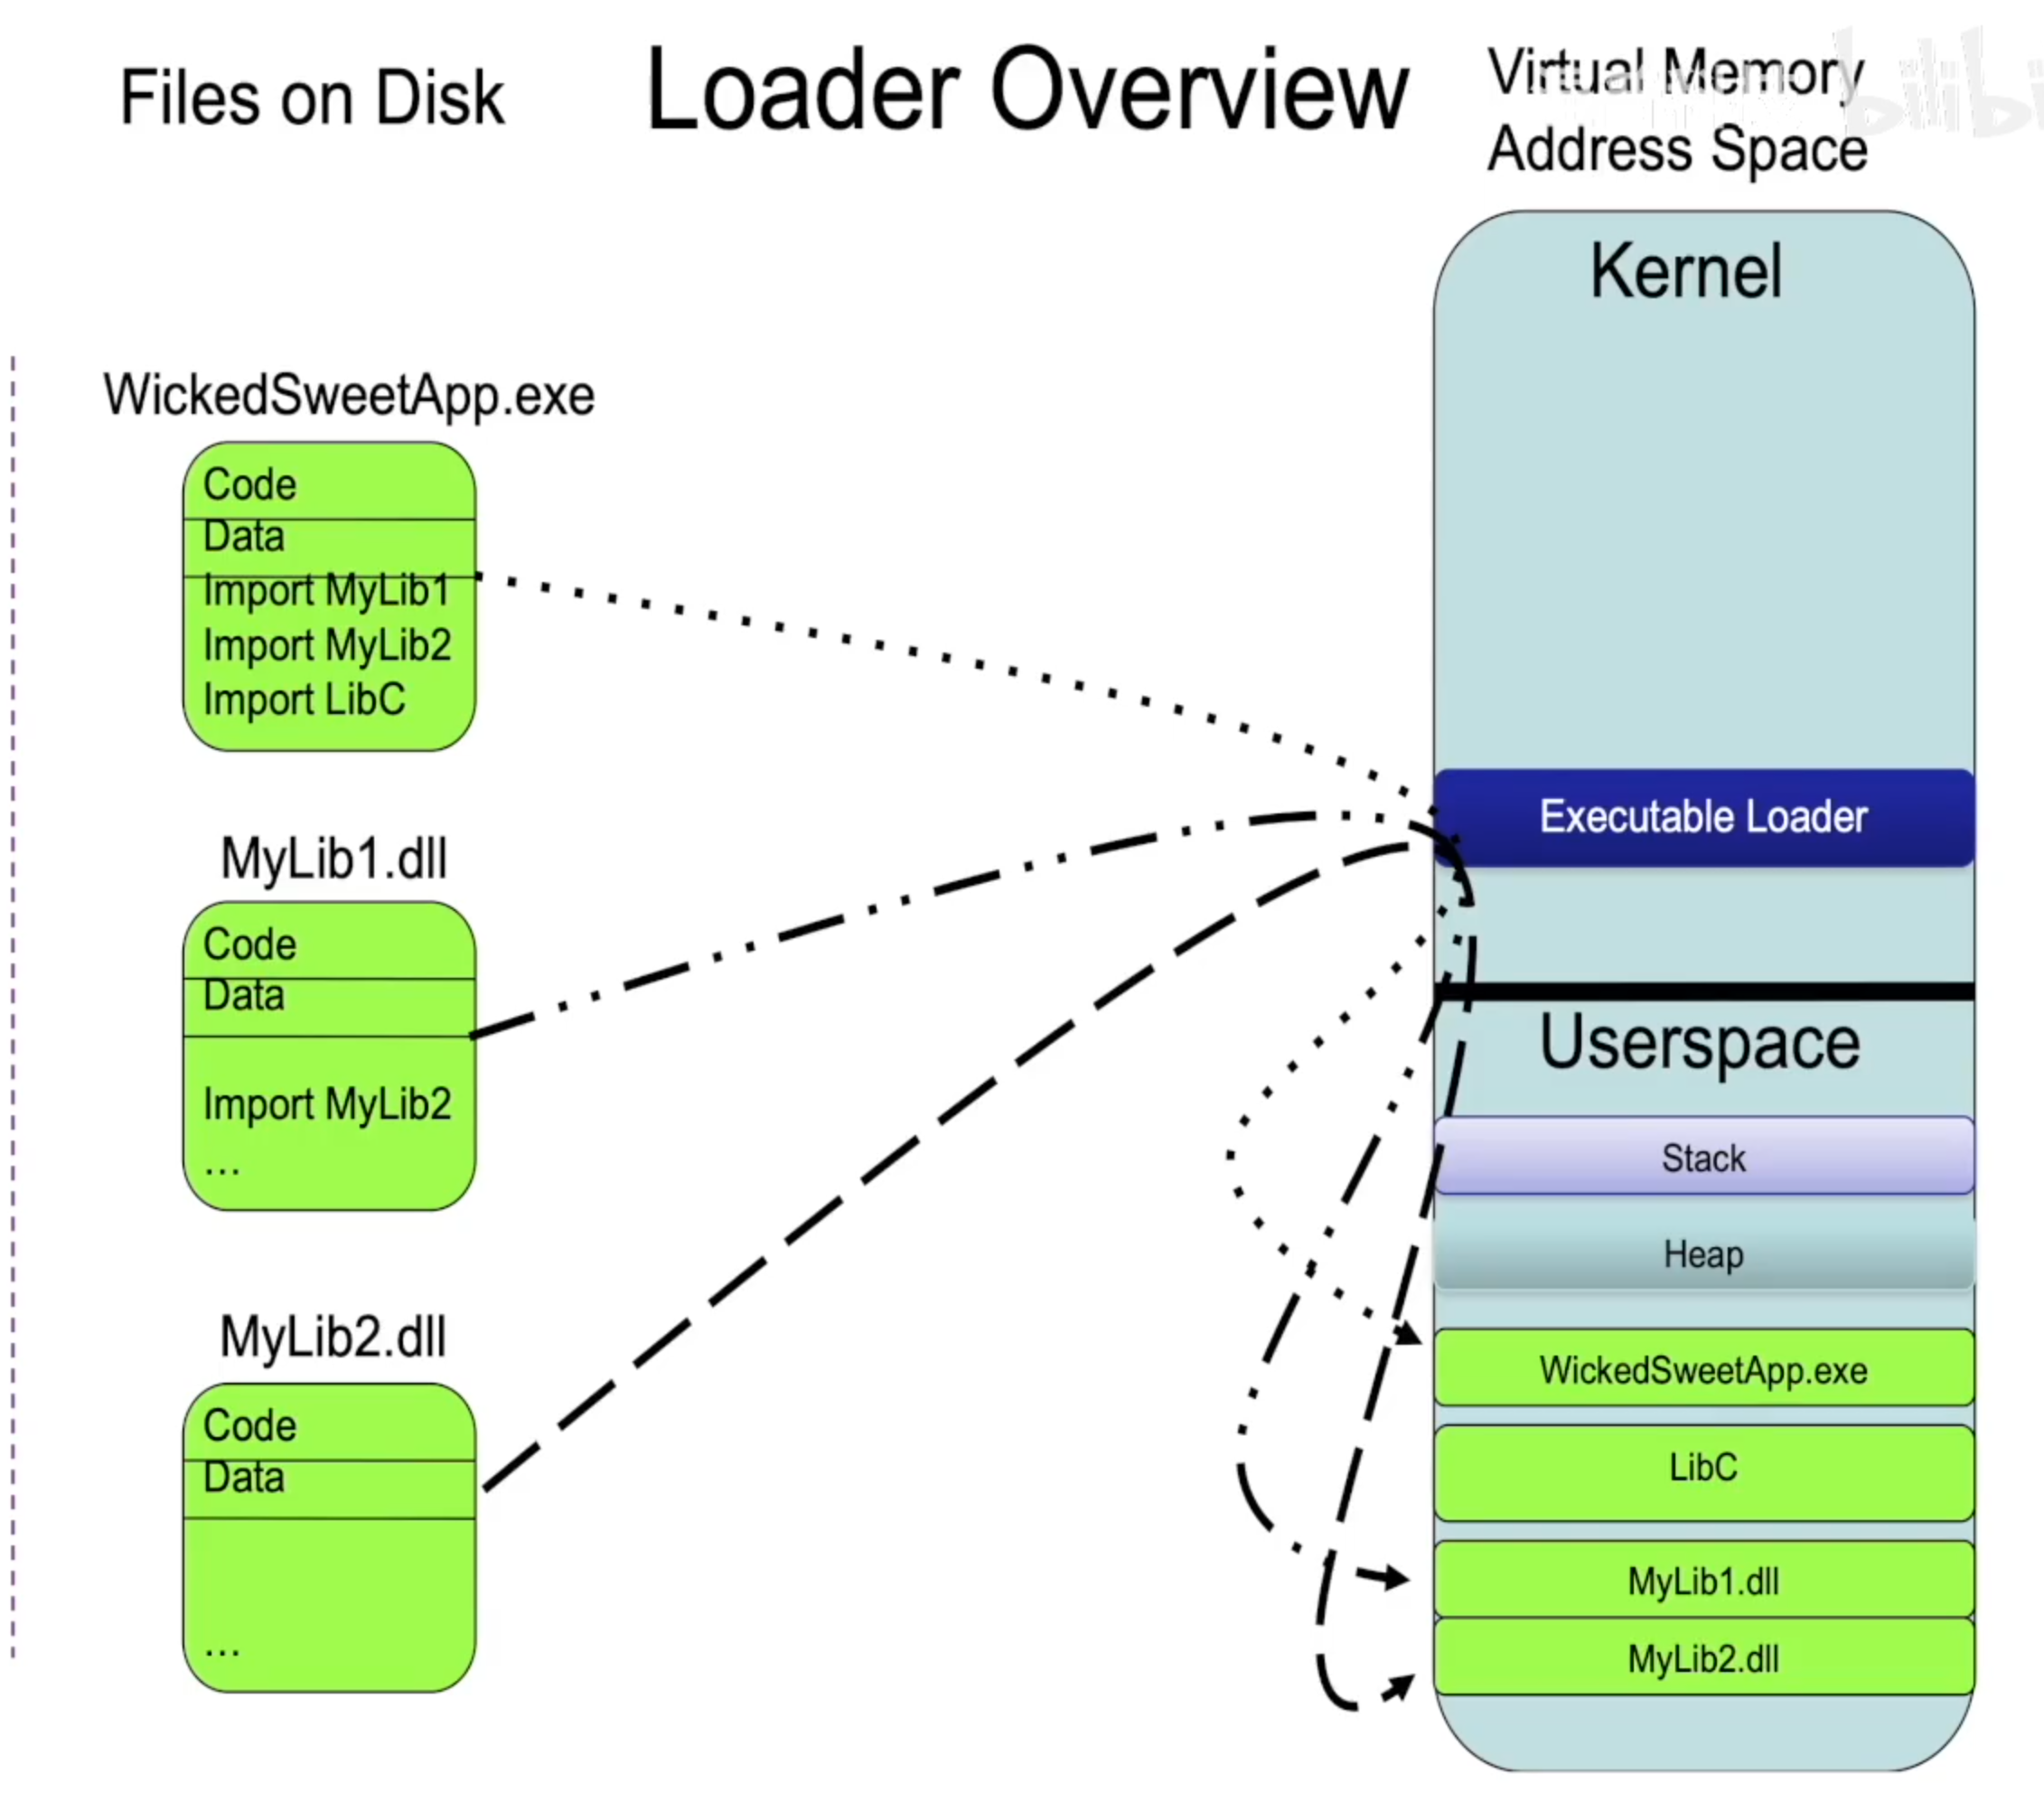 Files on Disk
Loader Overview
Virtual Memory
Address Space
WickedSweetApp.exe
Code
Data
Import MyLib1
Import MyLib2
Import LibC
MyLib1.dll
Code
Data
Import MyLib2
...
MyLib2.dll
Code
Data
...
Kernel
Executable Loader
Userspace
Stack
Heap
WickedSweetApp.exe
LibC
MyLib1.dll
MyLib2.dll